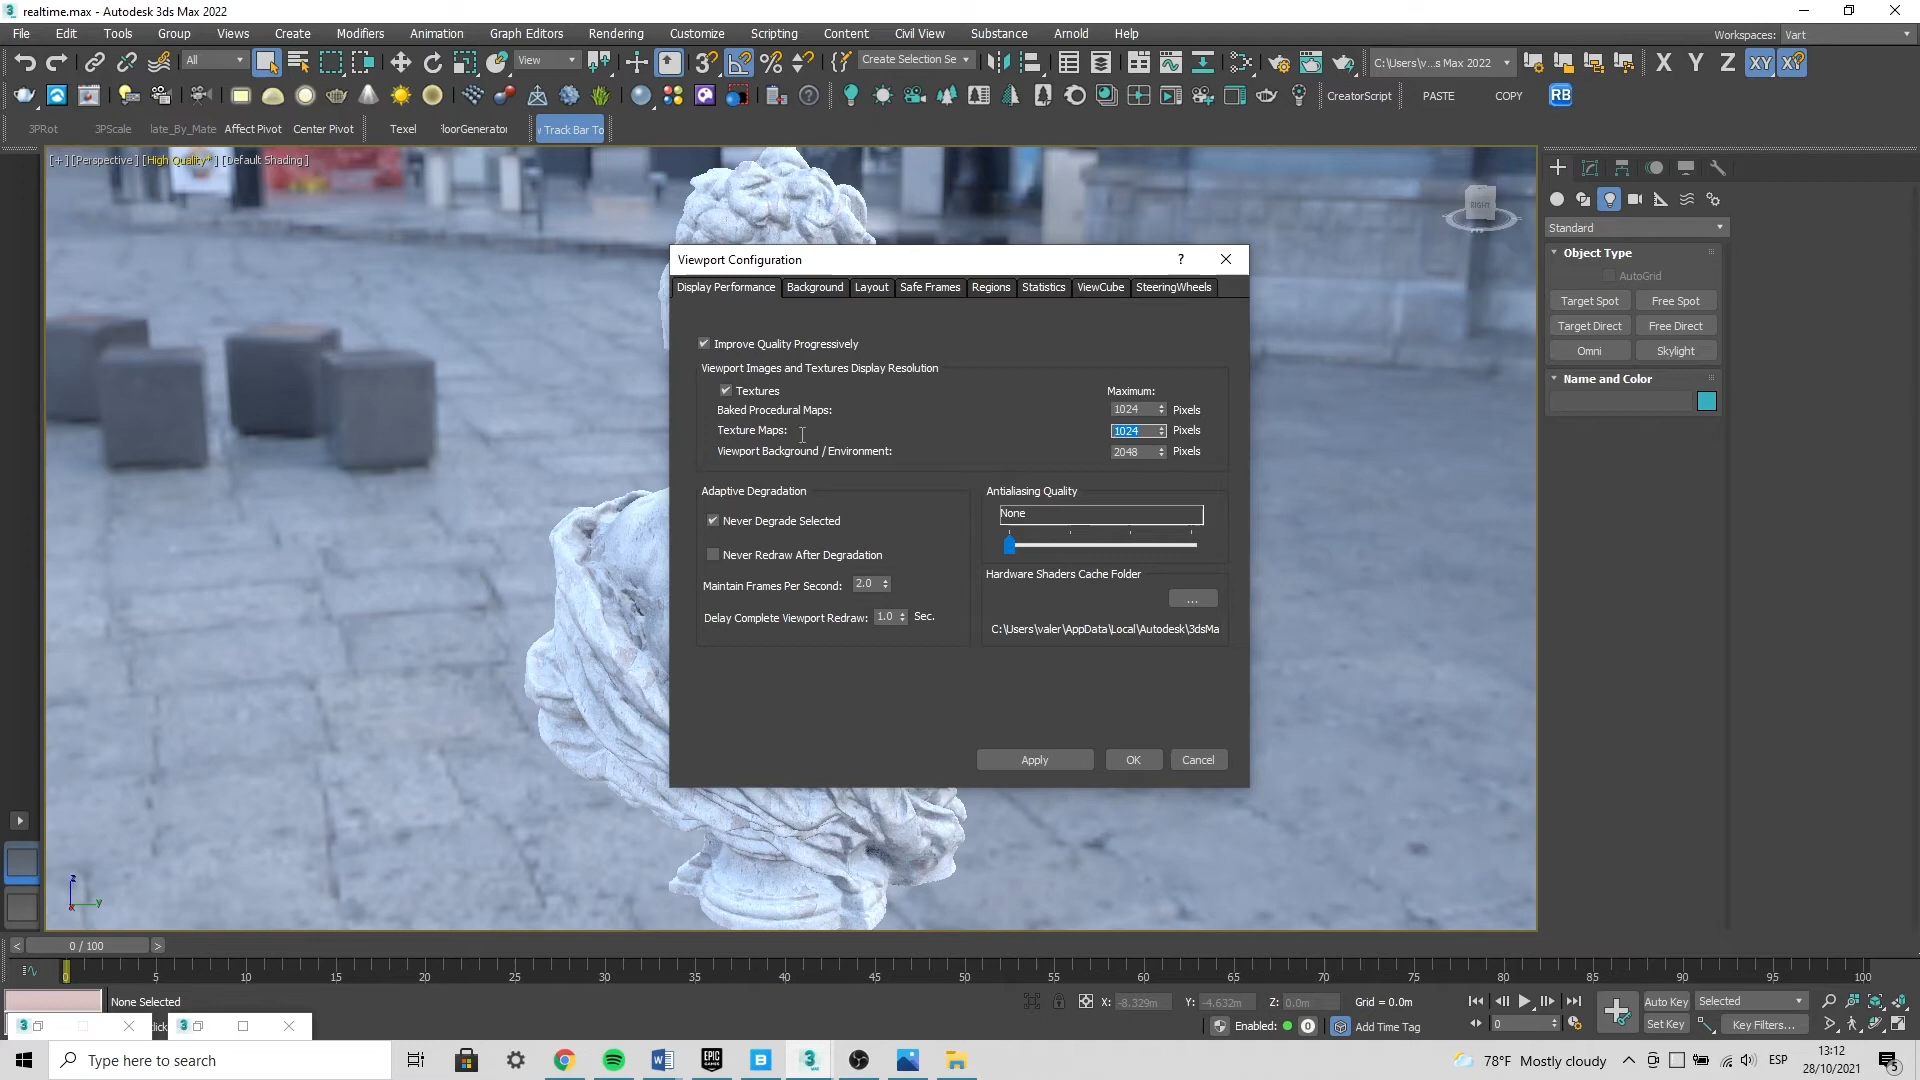 realtime.max - Autodesk 3ds Max 2022
File Edit Tools Group Views Create Modifiers Animation Graph Editors Rendering Customize Scripting Content Civil View Substance Arnold Help
Workspaces: Vart
All View Create Selection Se C:\Users\v...s Max 2022 X Y Z XY XY
CreatorScript PASTE COPY RB
3PRot 3PScale late_By_Mate Affect Pivot Center Pivot Texel loorGenerator Track Bar To
[+] [Perspective] [High Quality*] [Default Shading]
RIGHT
Standard
Object Type
AutoGrid
Target Spot Free Spot
Target Direct Free Direct
Omni Skylight
Name and Color
Viewport Configuration ?
Display Performance Background Layout Safe Frames Regions Statistics ViewCube SteeringWheels
Improve Quality Progressively
Viewport Images and Textures Display Resolution
Textures Maximum:
Baked Procedural Maps: 1024 Pixels
Texture Maps: 1024 Pixels
Viewport Background / Environment: 2048 Pixels
Adaptive Degradation
Never Degrade Selected
Never Redraw After Degradation
Maintain Frames Per Second: 2.0
Delay Complete Viewport Redraw: 1.0 Sec.
Antialiasing Quality
None
Hardware Shaders Cache Folder
...
C:\Users\valer\AppData\Local\Autodesk\3dsMa
Apply OK Cancel
z
x y
< 0 / 100 >
0 5 10 15 20 25 30 35 40 45 50 55 60 65 70 75 80 85 90 95 100
None Selected
X: -8.329m Y: -4.632m Z: 0.0m Grid = 0.0m
Auto Key Selected
click
Enabled: 0 Add Time Tag
0 Set Key Key Filters...
Type here to search
EPIC GAMES
78°F Mostly cloudy
ESP
13:12
28/10/2021
5